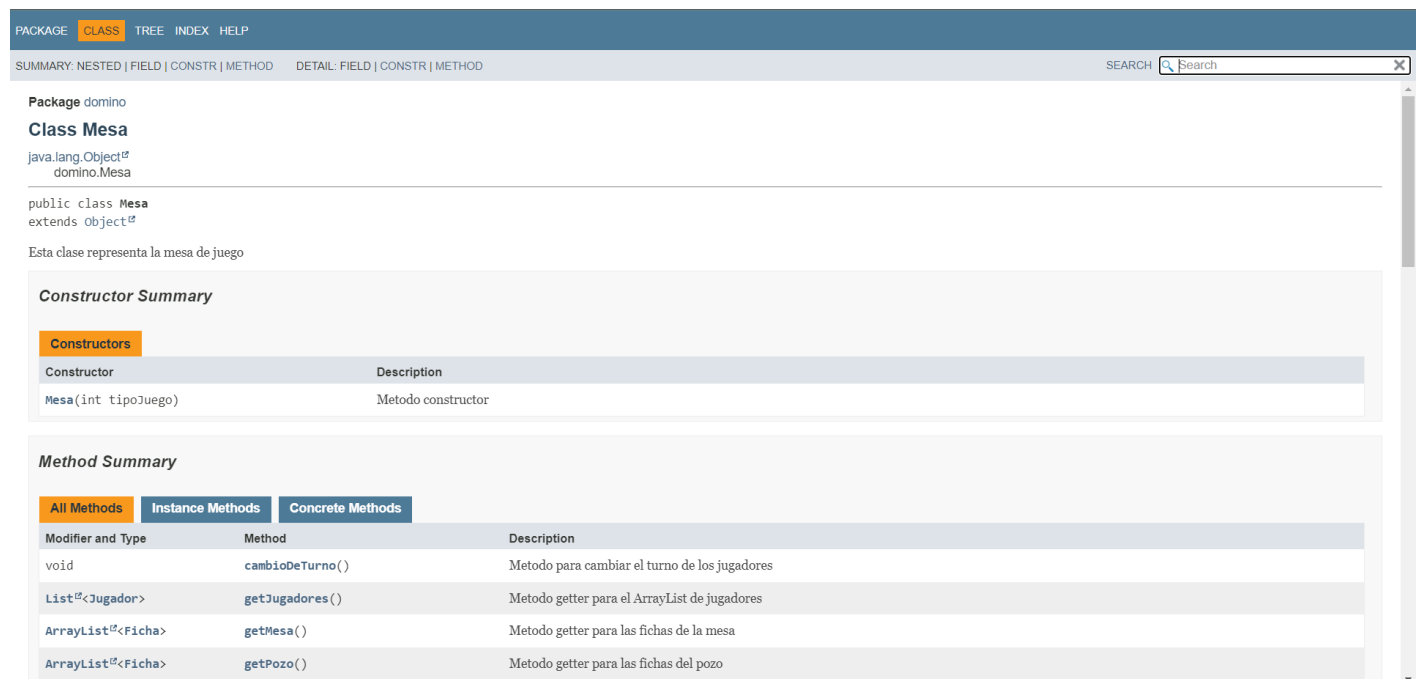 PACKAGE CLASS TREE INDEX HELP
SUMMARY: NESTED | FIELD | CONSTR | METHOD DETAIL: FIELD | CONSTR | METHOD SEARCH Search
Package domino
Class Mesa
java.lang.Object
domino.Mesa
public class Mesa
extends Object
Esta clase representa la mesa de juego
Constructor Summary
Constructors
Constructor Description
Mesa(int tipoJuego) Metodo constructor
Method Summary
All Methods Instance Methods Concrete Methods
Modifier and Type Method Description
void cambioDeTurno() Metodo para cambiar el turno de los jugadores
List<Jugador> getJugadores() Metodo getter para el ArrayList de jugadores
ArrayList<Ficha> getMesa() Metodo getter para las fichas de la mesa
ArrayList<Ficha> getPozo() Metodo getter para las fichas del pozo